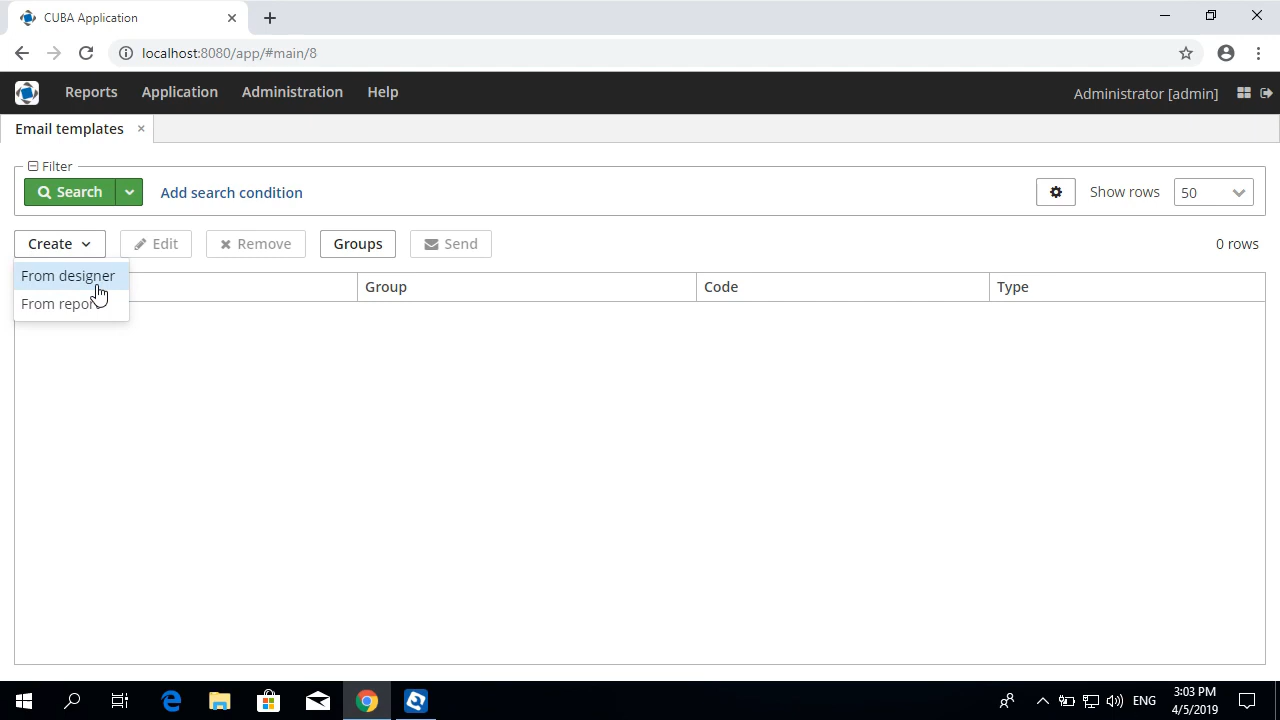 CUBA Application
localhost:8080/app/#main/8
Reports Application Administration Help
Administrator [admin]
Email templates
Filter
Search Add search condition Show rows 50
Create Edit Remove Groups Send 0 rows
From designer
Group Code Type
From report
ENG
3:03 PM
4/5/2019